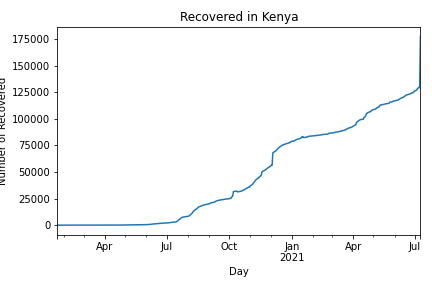 Recovered in Kenya
Number of Recovered
175000
150000
125000
100000
75000
50000
25000
0
Apr
Jul
Oct
Jan
2021
Apr
Jul
Day